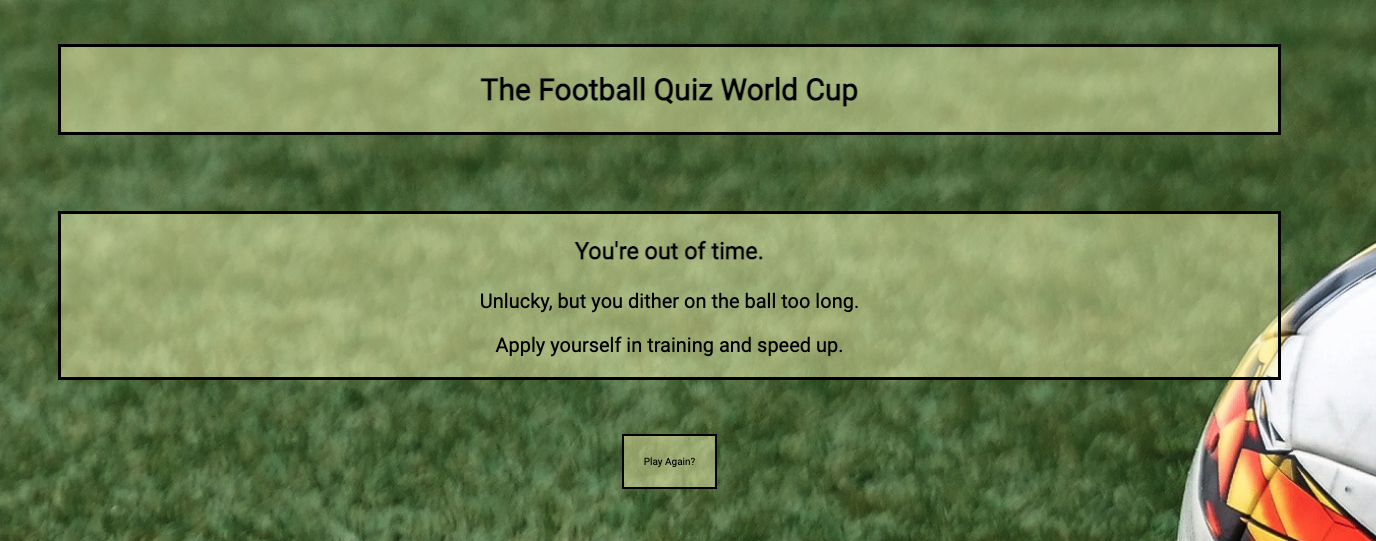 The Football Quiz World Cup
You're out of time.
Unlucky, but you dither on the ball too long.
Apply yourself in training and speed up.
Play Again?